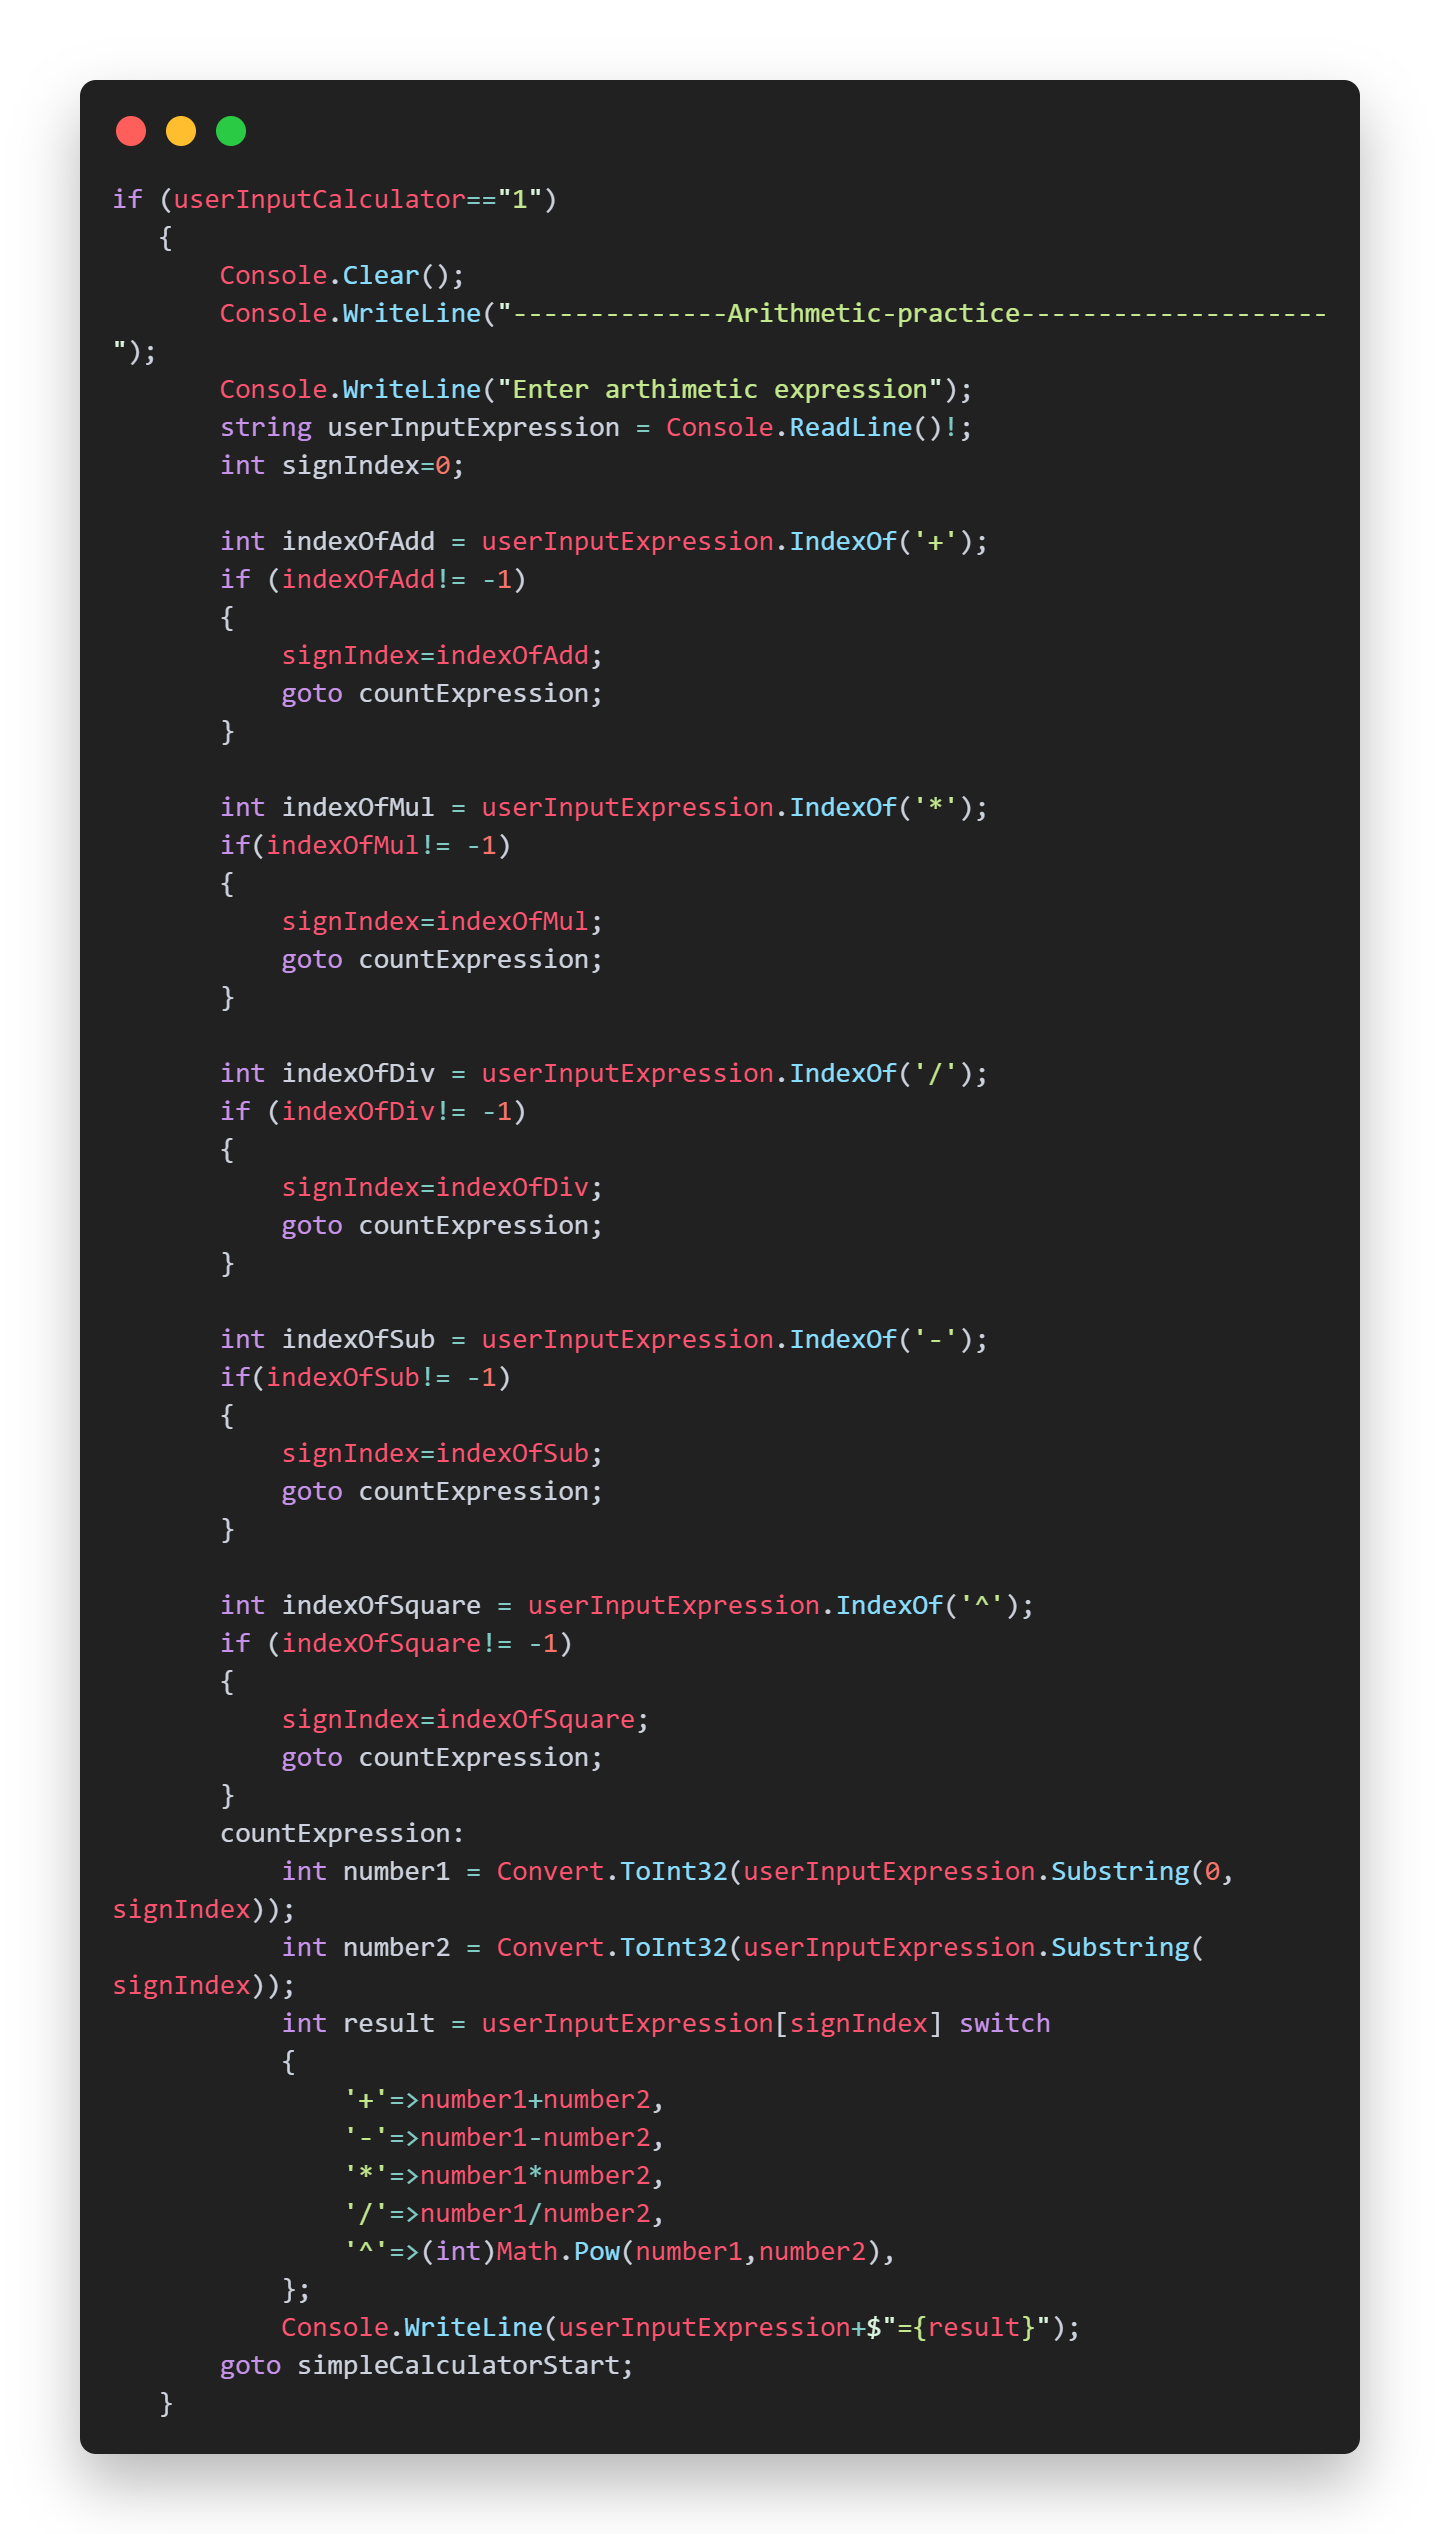 if (userInputCalculator=="1")
   {
       Console.Clear();
       Console.WriteLine("--------------Arithmetic-practice--------------------
");
       Console.WriteLine("Enter arthimetic expression");
       string userInputExpression = Console.ReadLine()!;
       int signIndex=0;

       int indexOfAdd = userInputExpression.IndexOf('+');
       if (indexOfAdd!= -1)
       {
           signIndex=indexOfAdd;
           goto countExpression;
       }

       int indexOfMul = userInputExpression.IndexOf('*');
       if(indexOfMul!= -1)
       {
           signIndex=indexOfMul;
           goto countExpression;
       }

       int indexOfDiv = userInputExpression.IndexOf('/');
       if (indexOfDiv!= -1)
       {
           signIndex=indexOfDiv;
           goto countExpression;
       }

       int indexOfSub = userInputExpression.IndexOf('-');
       if(indexOfSub!= -1)
       {
           signIndex=indexOfSub;
           goto countExpression;
       }

       int indexOfSquare = userInputExpression.IndexOf('^');
       if (indexOfSquare!= -1)
       {
           signIndex=indexOfSquare;
           goto countExpression;
       }
       countExpression:
           int number1 = Convert.ToInt32(userInputExpression.Substring(0,
signIndex));
           int number2 = Convert.ToInt32(userInputExpression.Substring(
signIndex));
           int result = userInputExpression[signIndex] switch
           {
               '+'=>number1+number2,
               '-'=>number1-number2,
               '*'=>number1*number2,
               '/'=>number1/number2,
               '^'=>(int)Math.Pow(number1,number2),
           };
           Console.WriteLine(userInputExpression+$"={result}");
       goto simpleCalculatorStart;
   }